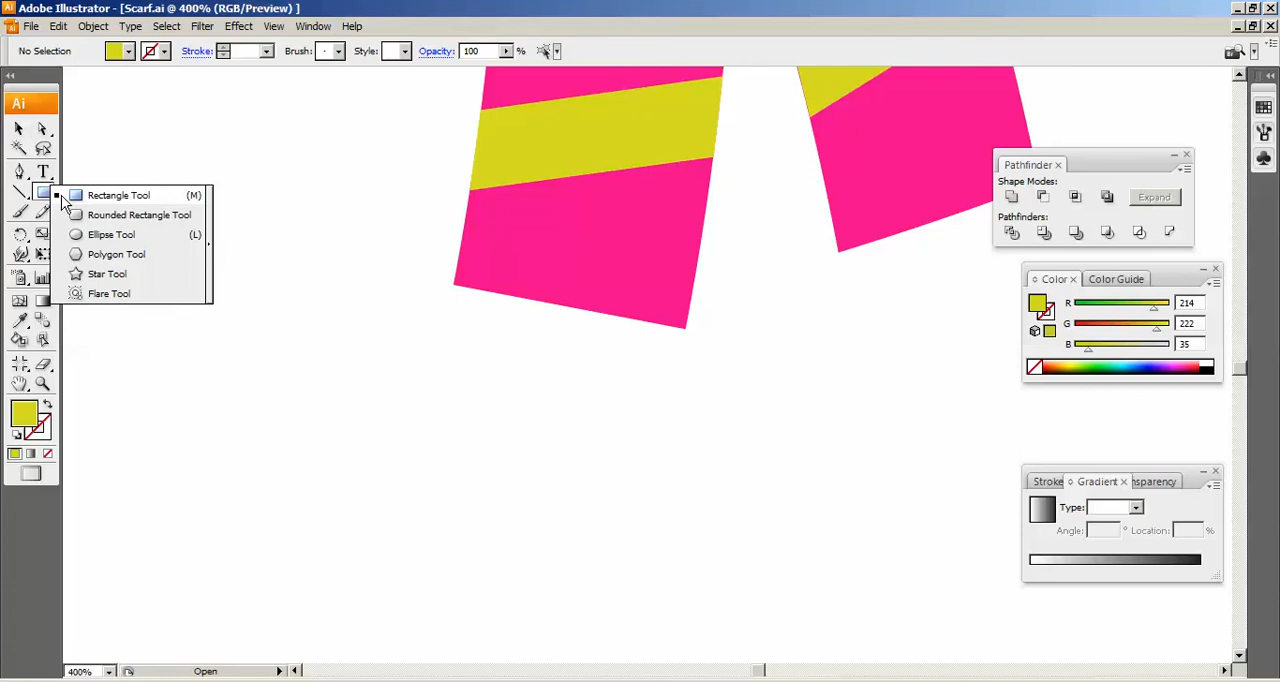 Ai Adobe Illustrator - [Scarf.ai @ 400% (RGB/Preview) ]
File Edit Object Type Select Filter Effect View Window Help
No Selection Stroke: Brush: Style: Opacity: 100 %
Ai
Rectangle Tool (M)
Rounded Rectangle Tool
Ellipse Tool (L)
Polygon Tool
Star Tool
Flare Tool
Pathfinder
Shape Modes:
Expand
Pathfinders:
Color Color Guide
R 214
G 222
B 35
Stroke Gradient nsparency
Type:
Angle: ° Location: %
400% Open